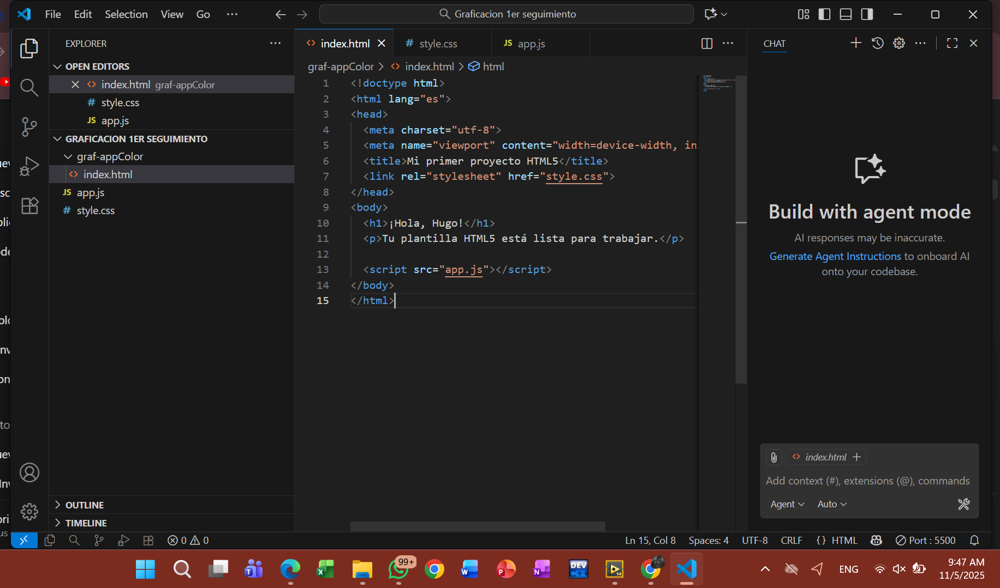 File Edit Selection View Go ···
Graficacion 1er seguimiento
EXPLORER
OPEN EDITORS
index.html graf-appColor
# style.css
JS app.js
GRAFICACION 1ER SEGUIMIENTO
graf-appColor
<> index.html
JS app.js
# style.css
OUTLINE
TIMELINE
<> index.html
# style.css
JS app.js
graf-appColor > <> index.html > html
1 <!doctype html>
2 <html lang="es">
3 <head>
4 <meta charset="utf-8">
5 <meta name="viewport" content="width=device-width, in
6 <title>Mi primer proyecto HTML5</title>
7 <link rel="stylesheet" href="style.css">
8 </head>
9 <body>
10 <h1>¡Hola, Hugo!</h1>
11 <p>Tu plantilla HTML5 está lista para trabajar.</p>
12
13 <script src="app.js"></script>
14 </body>
15 </html>
CHAT
Build with agent mode
AI responses may be inaccurate.
Generate Agent Instructions to onboard AI
onto your codebase.
<> index.html +
Add context (#), extensions (@), commands
Agent Auto
0 0
Ln 15, Col 8 Spaces: 4 UTF-8 CRLF {} HTML Port : 5500
99+
DEV
C++
14
ENG
9:47 AM
11/5/2025